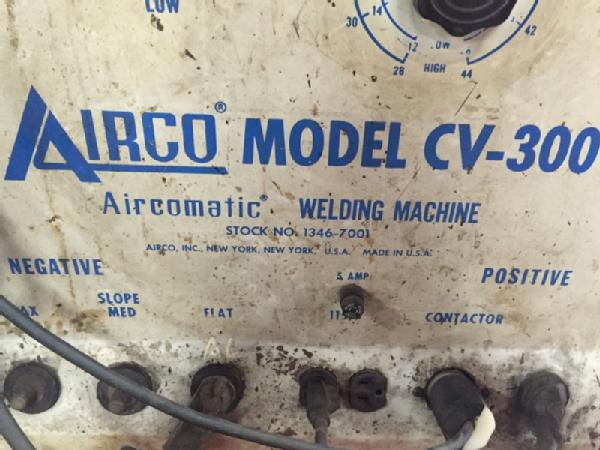 LOW
30 14 42
12 LOW
28 HIGH 44
AIRCO® MODEL CV-300
Aircomatic® WELDING MACHINE
STOCK NO. 1346-7001
AIRCO, INC., NEW YORK, NEW YORK, U.S.A. MADE IN U.S.A.
NEGATIVE POSITIVE
5 AMP
SLOPE
MED FLAT CONTACTOR